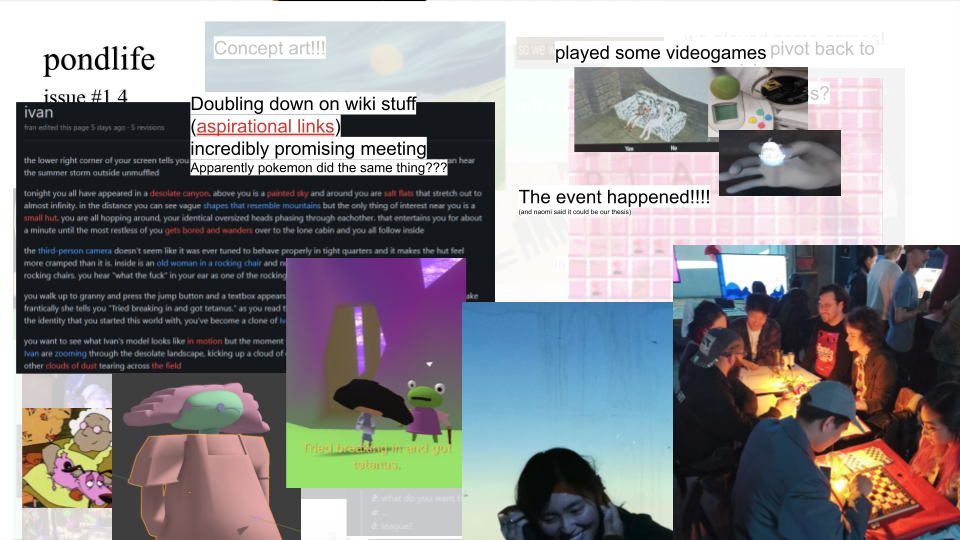 pondlife
issue #1.4
Concept art!!!
Doubling down on wiki stuff
(aspirational links)
incredibly promising meeting
Apparently pokemon did the same thing???
so we
played some videogames
pivot back to
s?
Yes No
The event happened!!!!
(and naomi said it could be our thesis)
ivan
fran edited this page 5 days ago · 5 revisions
the lower right corner of your screen tells you
can hear
the summer storm outside unmuffled
tonight you all have appeared in a desolate canyon. above you is a painted sky and around you are salt flats that stretch out to
almost infinity. in the distance you can see vague shapes that resemble mountains but the only thing of interest near you is a
small hut. you are all hopping around, your identical oversized heads phasing through eachother. that entertains you for about
a minute until the most restless of you gets bored and wanders over to the lone cabin and you all follow inside
the third-person camera doesn't seem like it was ever tuned to behave properly in tight quarters and it makes the hut feel
more cramped than it is. inside is an old woman in a rocking chair and
rocking chairs. you hear "what the fuck" in your ear as one of the rocking
you walk up to granny and press the jump button and a textbox appears
frantically she tells you "Tried breaking in and got tetanus." as you read
the identity that you started this world with, you've become a clone of
you want to see what Ivan's model looks like in motion but the moment
Ivan are zooming through the desolate landscape, kicking up a cloud of
other clouds of dust tearing across the field
Tried breaking in and got
tetanus.
what do you want
...
league?